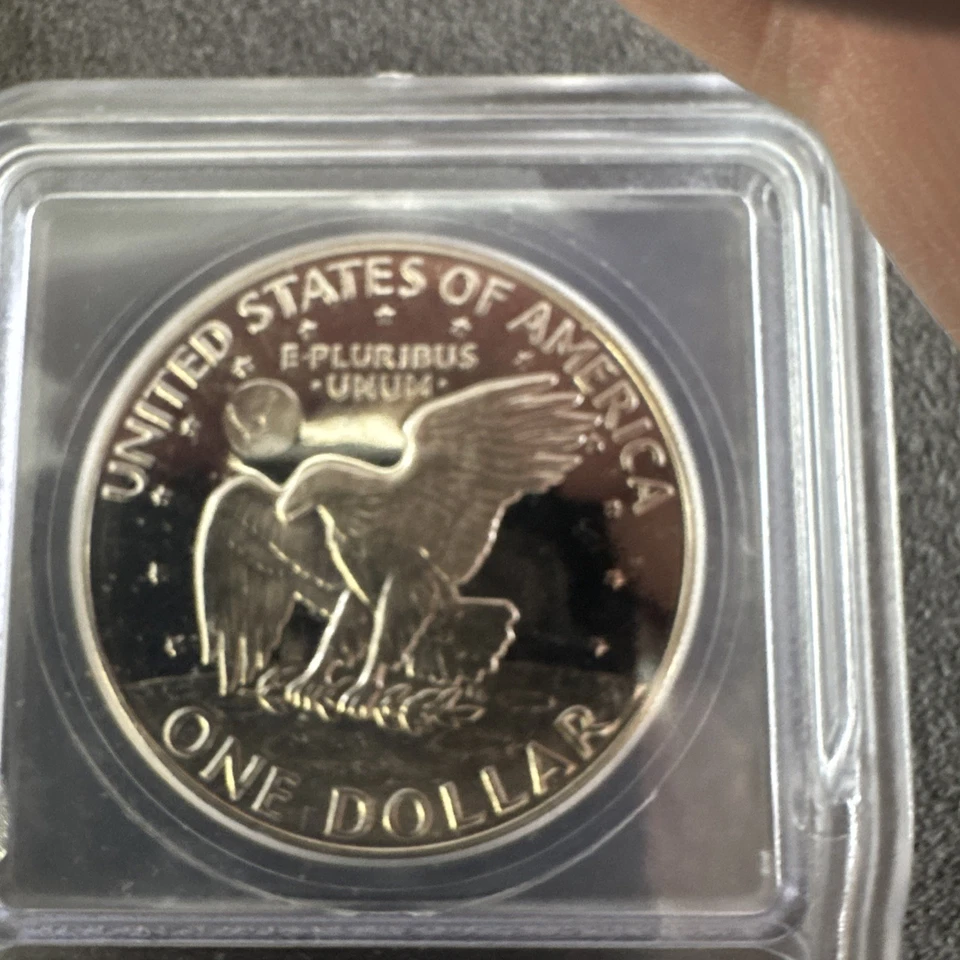 UNITED STATES OF AMERICA
E·PLURIBUS
·UNUM·
ONE DOLLAR